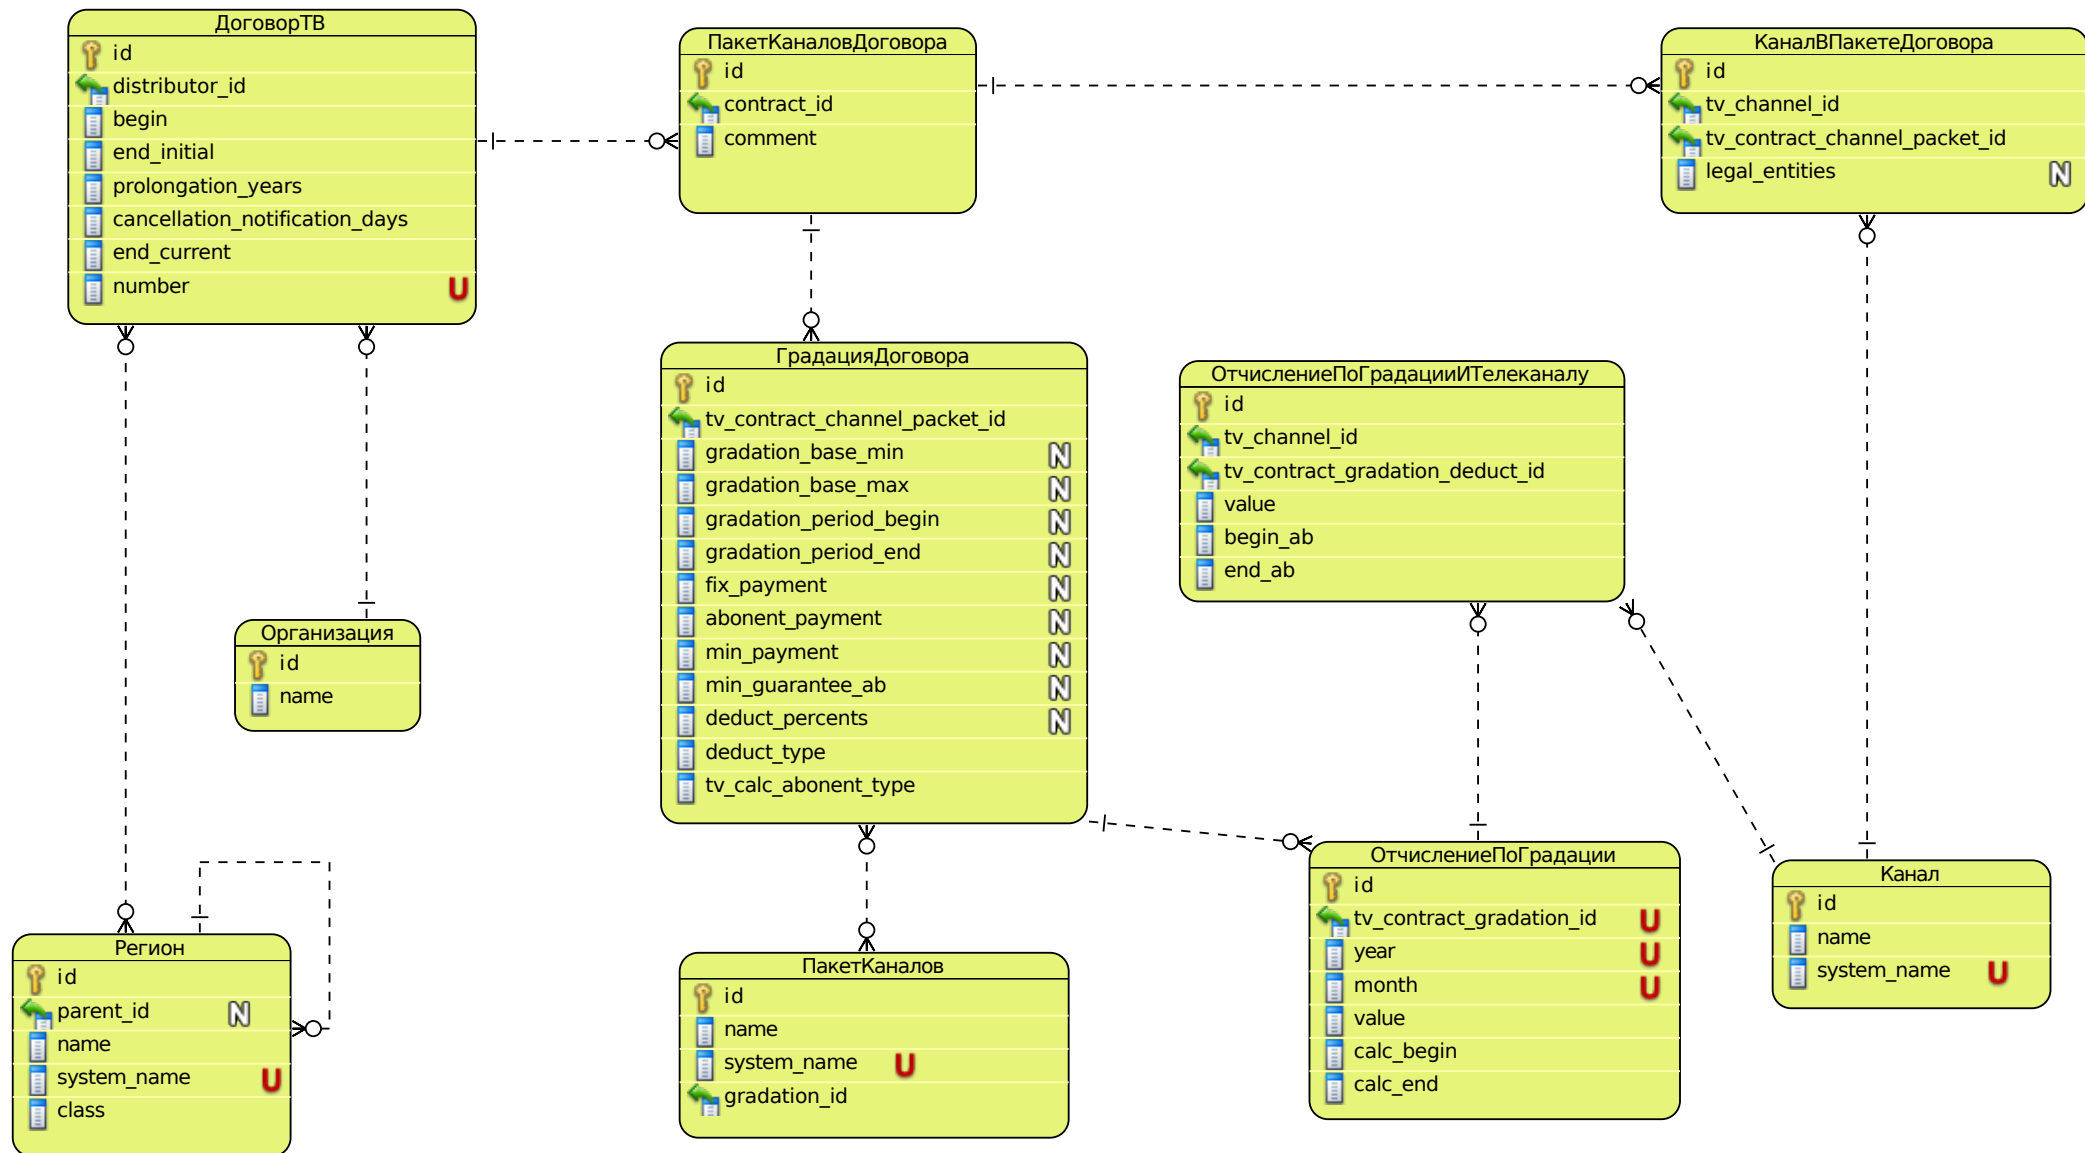 ДоговорТВ
id
distributor_id
begin
end_initial
prolongation_years
cancellation_notification_days
end_current
number U
ПакетКаналовДоговора
id
contract_id
comment
КаналВПакетеДоговора
id
tv_channel_id
tv_contract_channel_packet_id
legal_entities N
ГрадацияДоговора
id
tv_contract_channel_packet_id
gradation_base_min N
gradation_base_max N
gradation_period_begin N
gradation_period_end N
fix_payment N
abonent_payment N
min_payment N
min_guarantee_ab N
deduct_percents N
deduct_type
tv_calc_abonent_type
ОтчислениеПоГрадацииИТелеканалу
id
tv_channel_id
tv_contract_gradation_deduct_id
value
begin_ab
end_ab
Организация
id
name
Регион
id
parent_id N
name
system_name U
class
ПакетКаналов
id
name
system_name U
gradation_id
ОтчислениеПоГрадации
id
tv_contract_gradation_id U
year U
month U
value
calc_begin
calc_end
Канал
id
name
system_name U